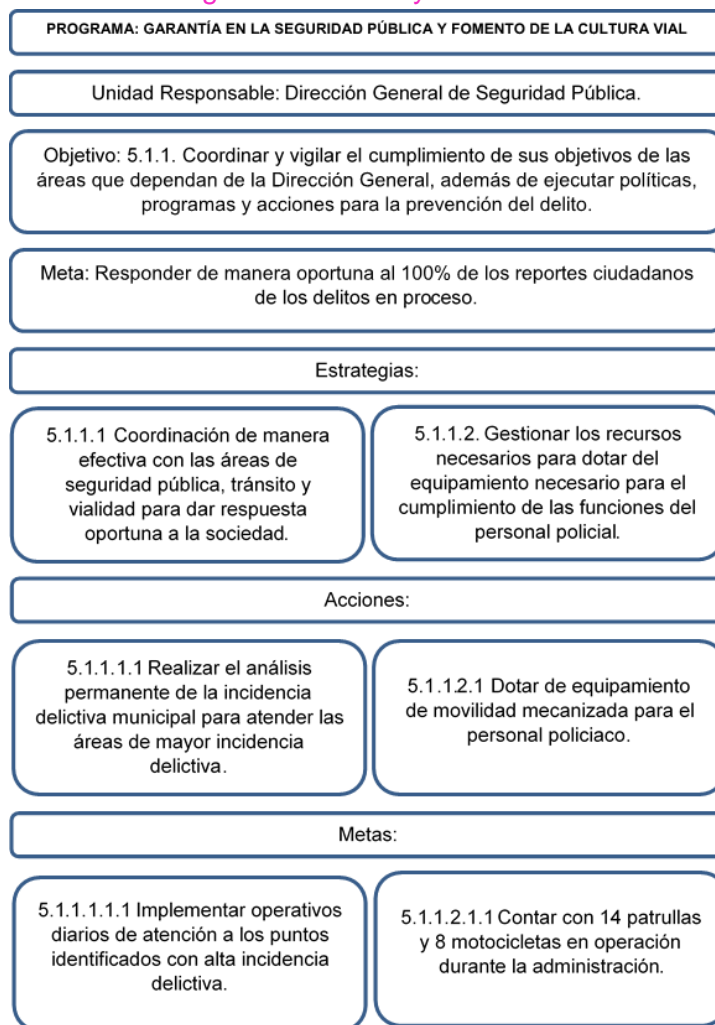 PROGRAMA: GARANTÍA EN LA SEGURIDAD PÚBLICA Y FOMENTO DE LA CULTURA VIAL
Unidad Responsable: Dirección General de Seguridad Pública.
Objetivo: 5.1.1. Coordinar y vigilar el cumplimiento de sus objetivos de las
áreas que dependan de la Dirección General, además de ejecutar políticas,
programas y acciones para la prevención del delito.
Meta: Responder de manera oportuna al 100% de los reportes ciudadanos
de los delitos en proceso.
Estrategias:
5.1.1.1 Coordinación de manera
efectiva con las áreas de
seguridad pública, tránsito y
vialidad para dar respuesta
oportuna a la sociedad.
5.1.1.2. Gestionar los recursos
necesarios para dotar del
equipamiento necesario para el
cumplimiento de las funciones del
personal policial.
Acciones:
5.1.1.1.1 Realizar el análisis
permanente de la incidencia
delictiva municipal para atender las
áreas de mayor incidencia
delictiva.
5.1.1.2.1 Dotar de equipamiento
de movilidad mecanizada para el
personal policiaco.
Metas:
5.1.1.1.1.1 Implementar operativos
diarios de atención a los puntos
identificados con alta incidencia
delictiva.
5.1.1.2.1.1 Contar con 14 patrullas
y 8 motocicletas en operación
durante la administración.